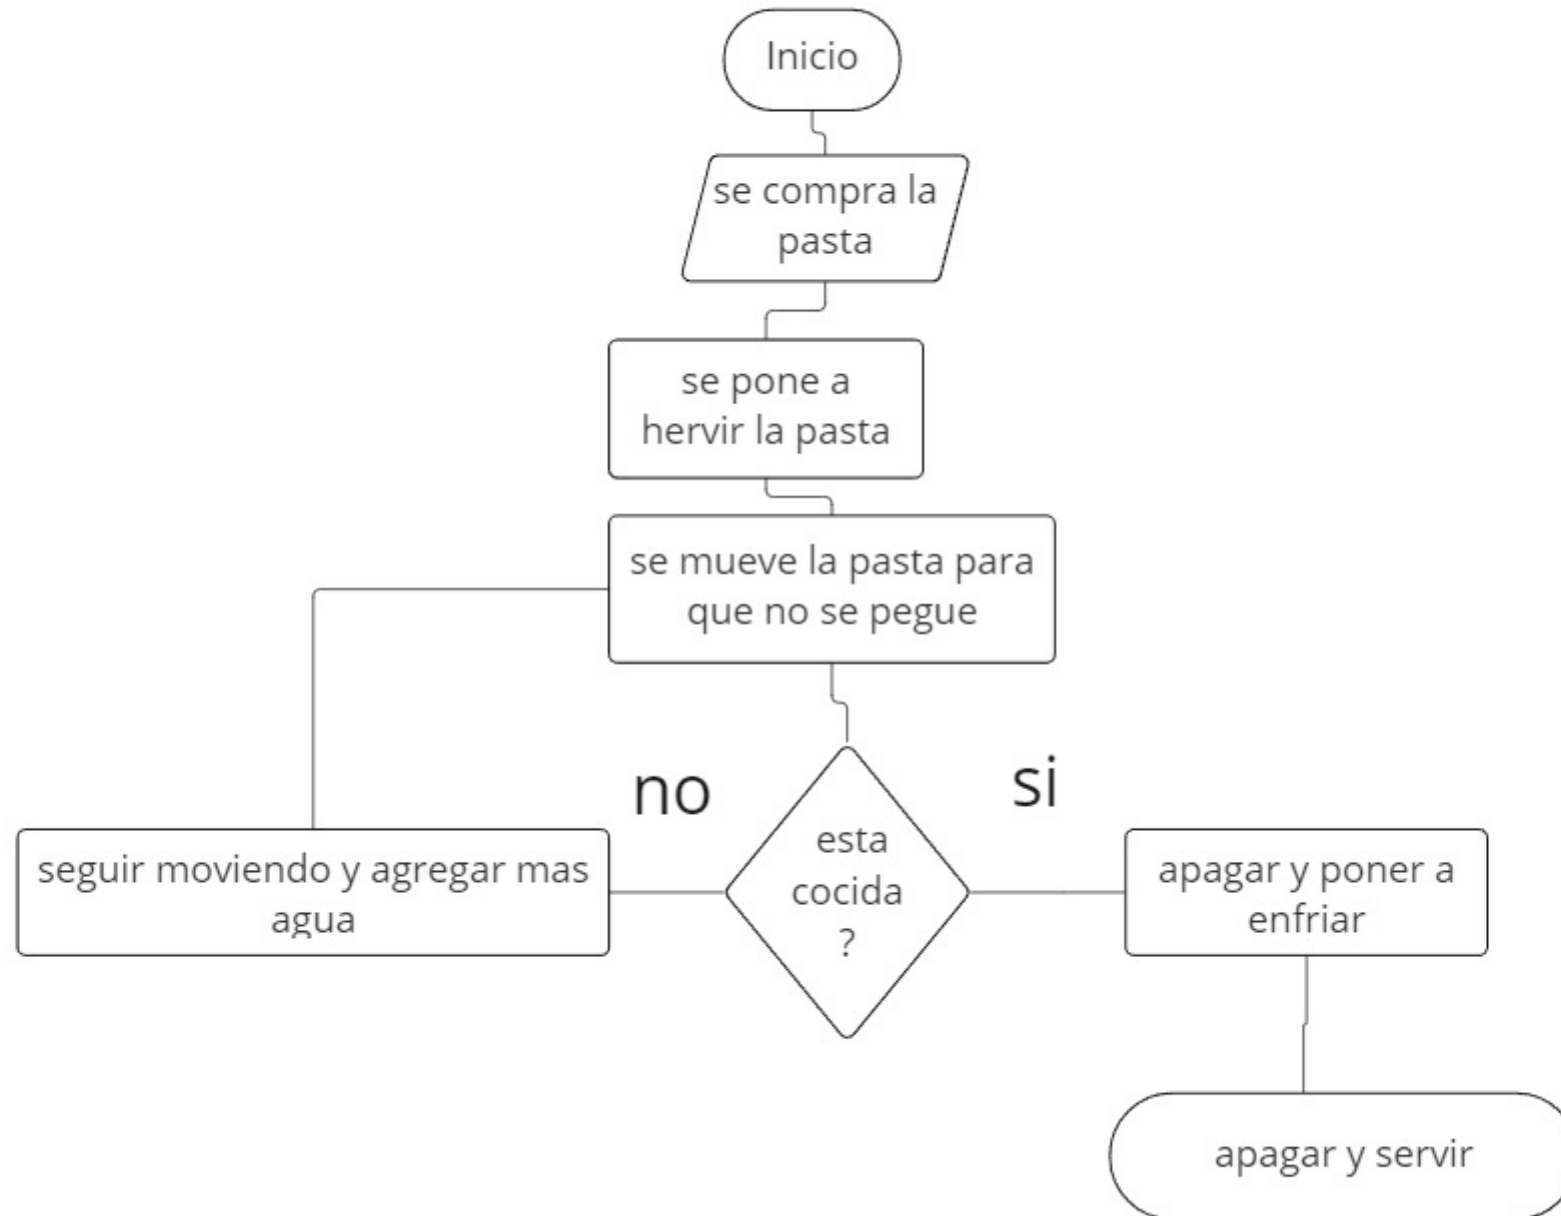 Inicio
se compra la
pasta
se pone a
hervir la pasta
se mueve la pasta para
que no se pegue
no
si
esta
cocida
?
seguir moviendo y agregar mas
agua
apagar y poner a
enfriar
apagar y servir